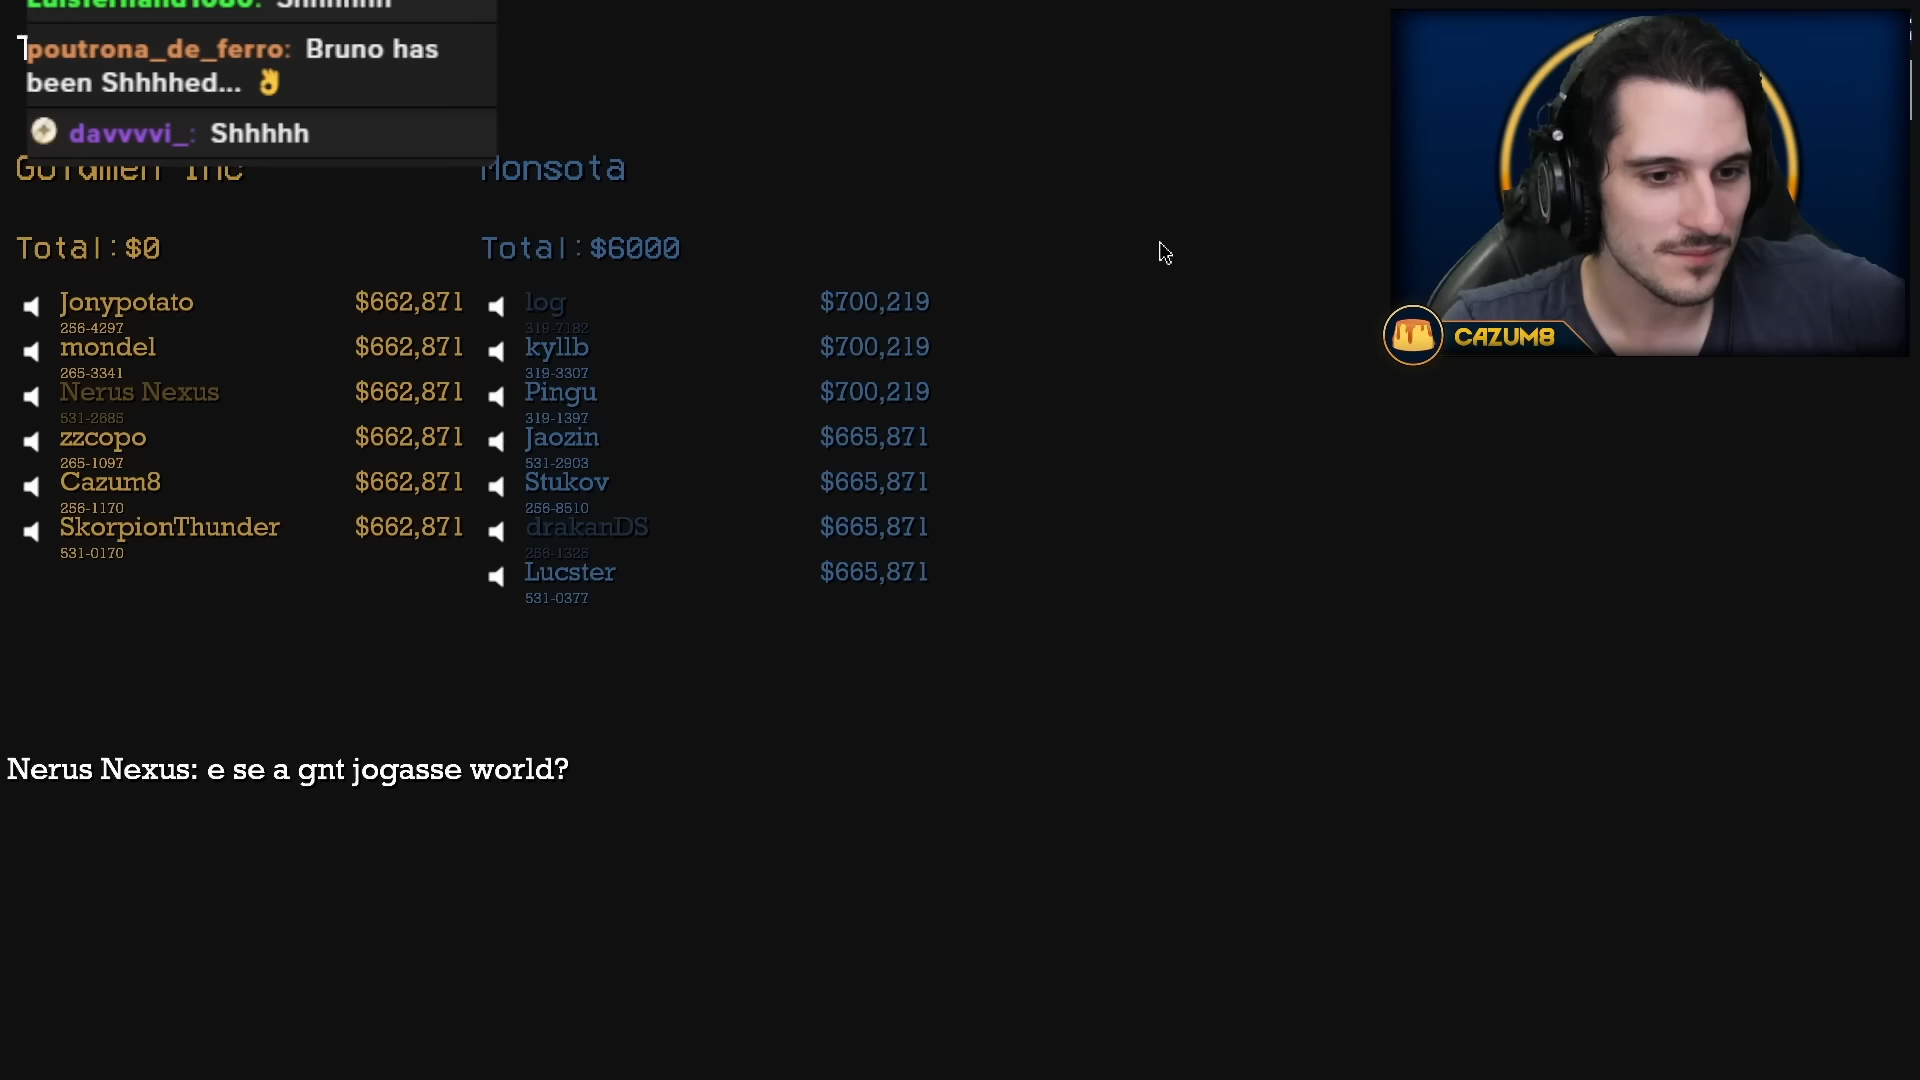 poutrona_de_ferro: Bruno has
been Shhhhed... 👌
davvvvi_: Shhhhh
Monsota
Total:$0
Total:$6000
Jonypotato $662,871
256-4297
mondel $662,871
265-3341
Nerus Nexus $662,871
531-2685
zzcopo $662,871
265-1097
Cazum8 $662,871
256-1170
SkorpionThunder $662,871
531-0170
log $700,219
319-7182
kyllb $700,219
319-3307
Pingu $700,219
319-1397
Jaozin $665,871
531-2903
Stukov $665,871
256-8510
drakanDS $665,871
256-1325
Lucster $665,871
531-0377
CAZUM8
Nerus Nexus: e se a gnt jogasse world?